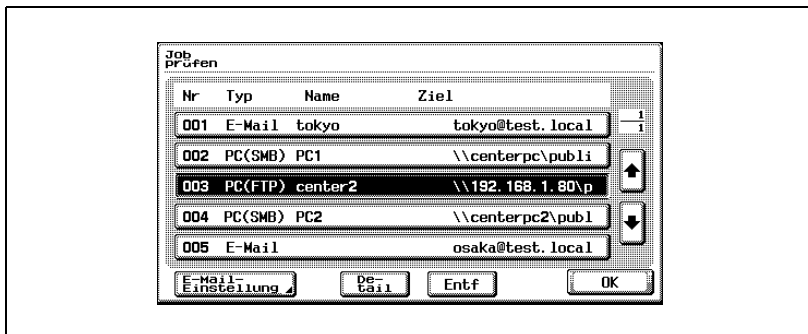 Job
prüfen
Nr Typ Name Ziel
001 E-Mail tokyo tokyo@test.local
1
1
002 PC(SMB) PC1 \\centerpc\publi
003 PC(FTP) center2 \\192.168.1.80\p
004 PC(SMB) PC2 \\centerpc2\publ
005 E-Mail osaka@test.local
E-Mail-
Einstellung
De-
tail
Entf
OK